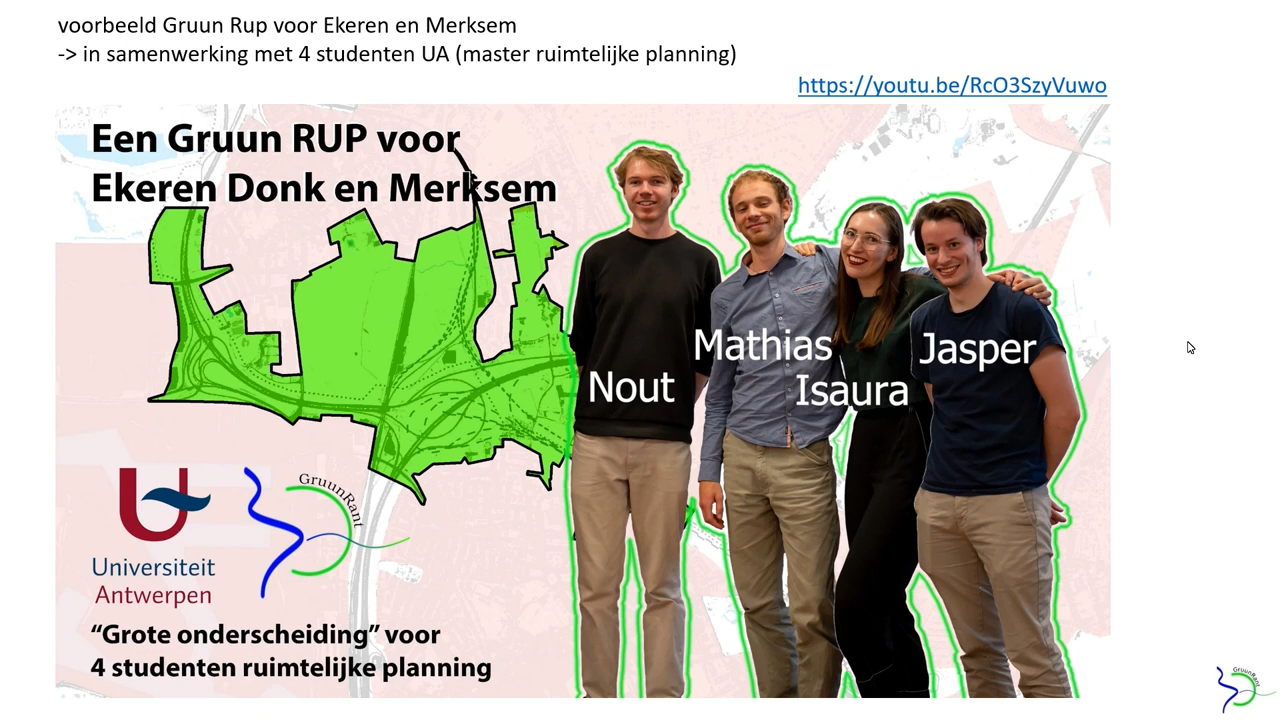 voorbeeld Gruun Rup voor Ekeren en Merksem
-> in samenwerking met 4 studenten UA (master ruimtelijke planning)
https://youtu.be/RcO3SzyVuwo
Een Gruun RUP voor
Ekeren Donk en Merksem
Nout
Mathias
Isaura
Jasper
GruunRant
Universiteit
Antwerpen
“Grote onderscheiding” voor
4 studenten ruimtelijke planning
GruunRant